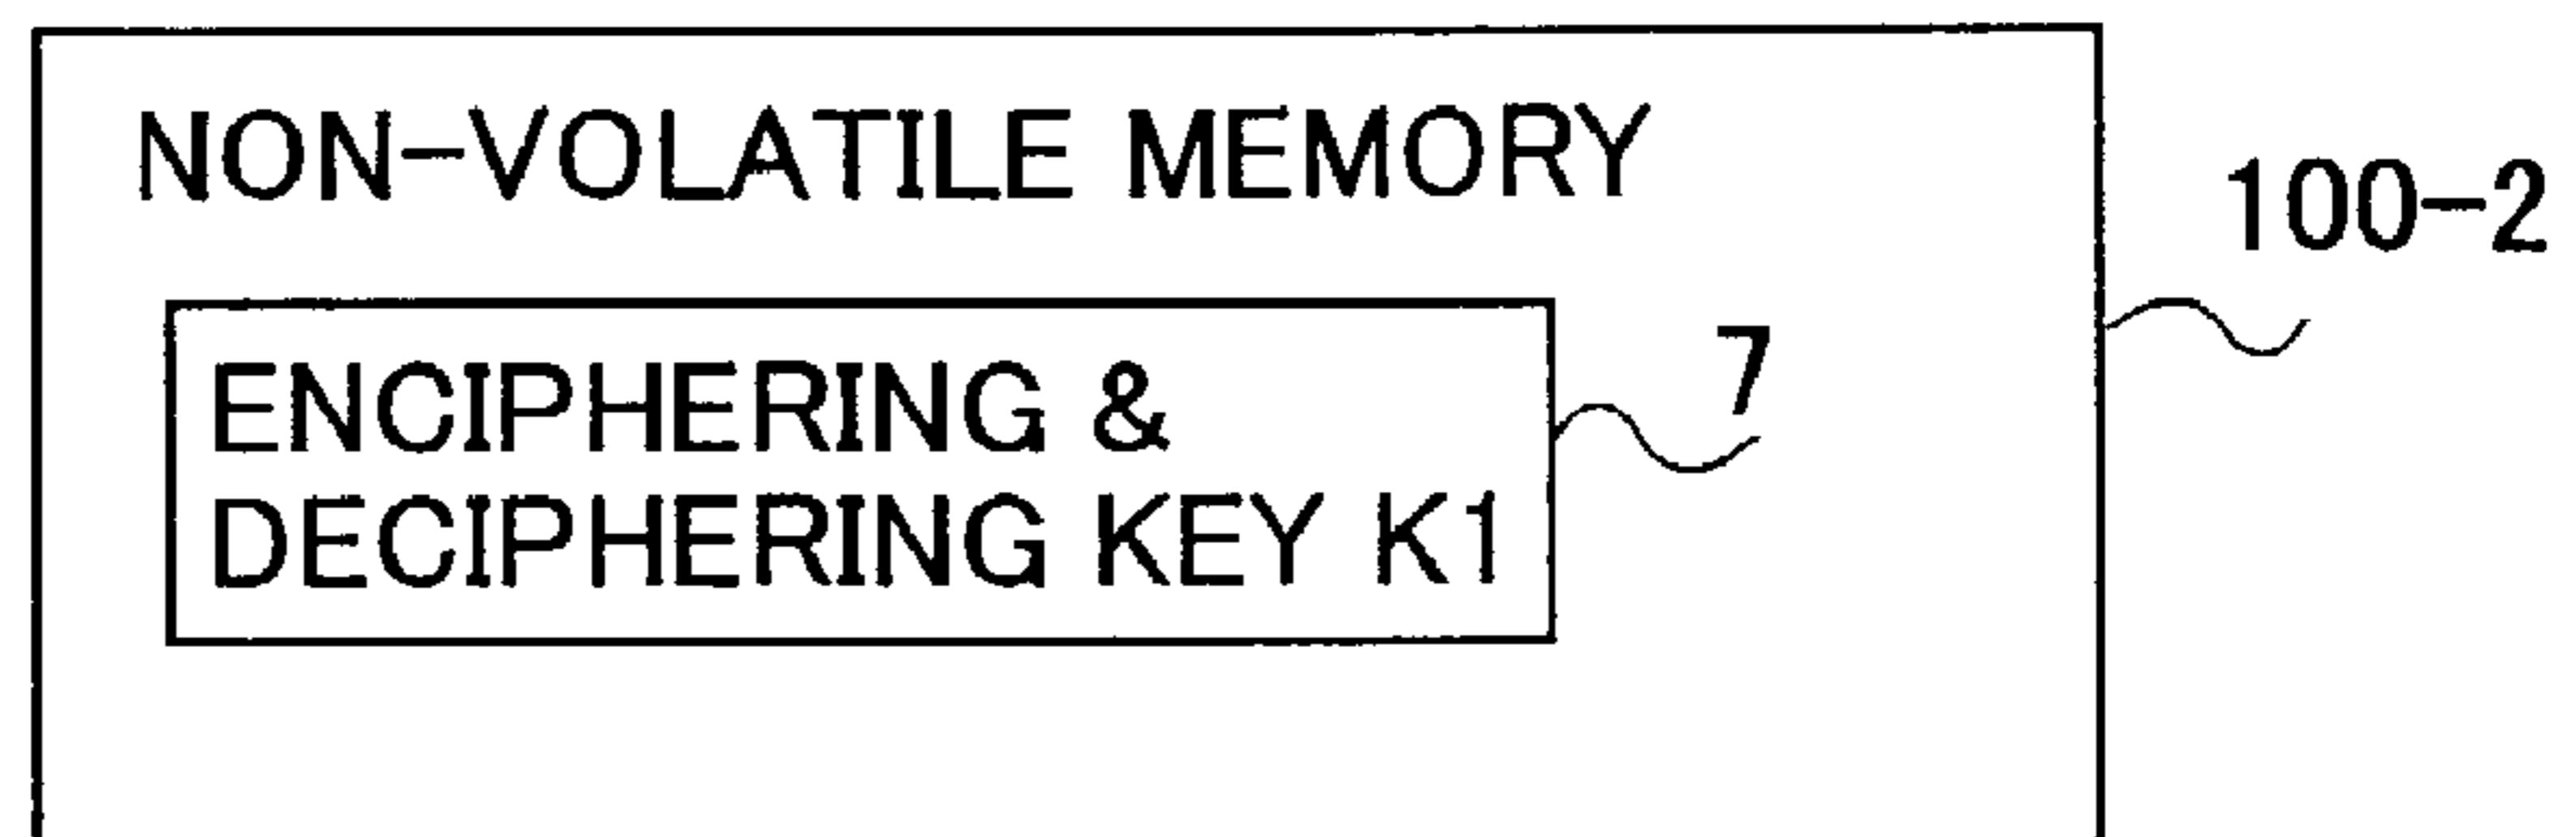 NON-VOLATILE MEMORY
100-2
ENCIPHERING &
DECIPHERING KEY K1
7